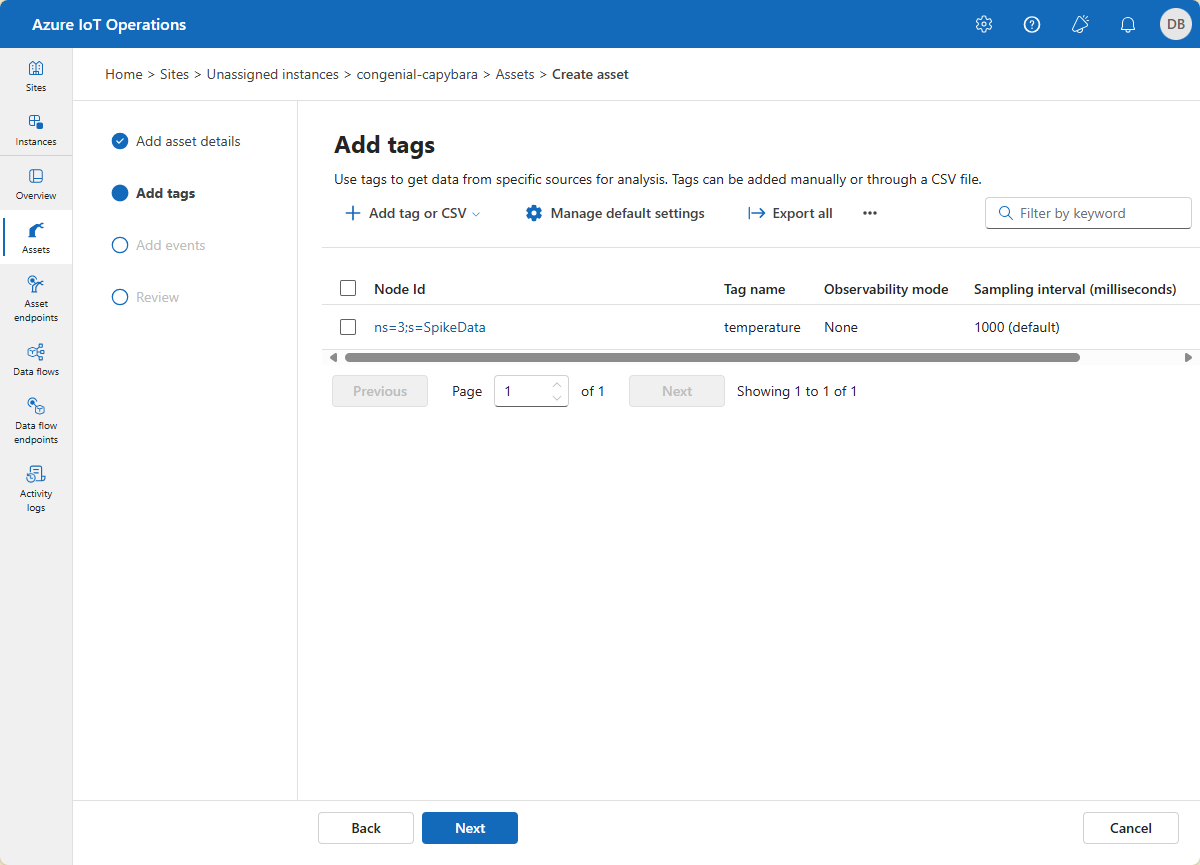 Azure IoT Operations
DB
Sites
Instances
Overview
Assets
Asset
endpoints
Data flows
Data flow
endpoints
Activity
logs
Home > Sites > Unassigned instances > congenial-capybara > Assets > Create asset
Add asset details
Add tags
Add events
Review
Add tags
Use tags to get data from specific sources for analysis. Tags can be added manually or through a CSV file.
Add tag or CSV
Manage default settings
Export all
Filter by keyword
Node Id Tag name Observability mode Sampling interval (milliseconds)
ns=3;s=SpikeData temperature None 1000 (default)
Previous Page 1 of 1 Next Showing 1 to 1 of 1
Back Next Cancel